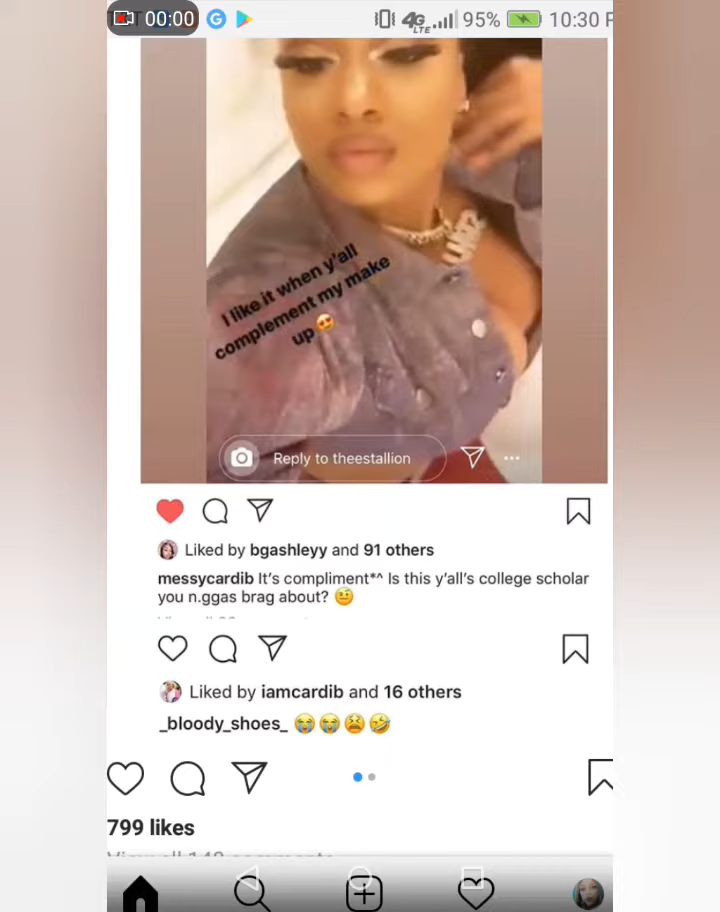 00:00
4G
LTE
95%
10:30
I like it when y'all
complement my make
up 😍
Reply to theestallion
Liked by bgashleyy and 91 others
messycardib It's compliment*^ Is this y'all's college scholar
you n.ggas brag about? 🤨
Liked by iamcardib and 16 others
_bloody_shoes_ 😭😭😫🤣
799 likes